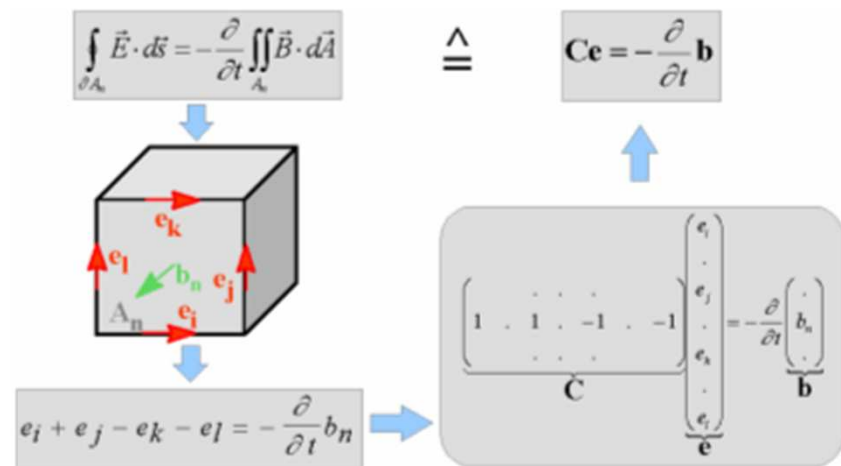 ∮_{∂A_n} E⃗ · ds⃗ = − ∂/∂t ∬_{A_n} B⃗ · dA⃗
≙
Ce = − ∂/∂t b
e_k
e_l
b_n
e_j
A_n
e_i
e_i + e_j − e_k − e_l = − ∂/∂t b_n
( . . .
1 . 1 . −1 . −1
. . . )
C
( e_i
.
e_j
.
e_k
.
e_l )
e
= − ∂/∂t
( .
b_n
. )
b